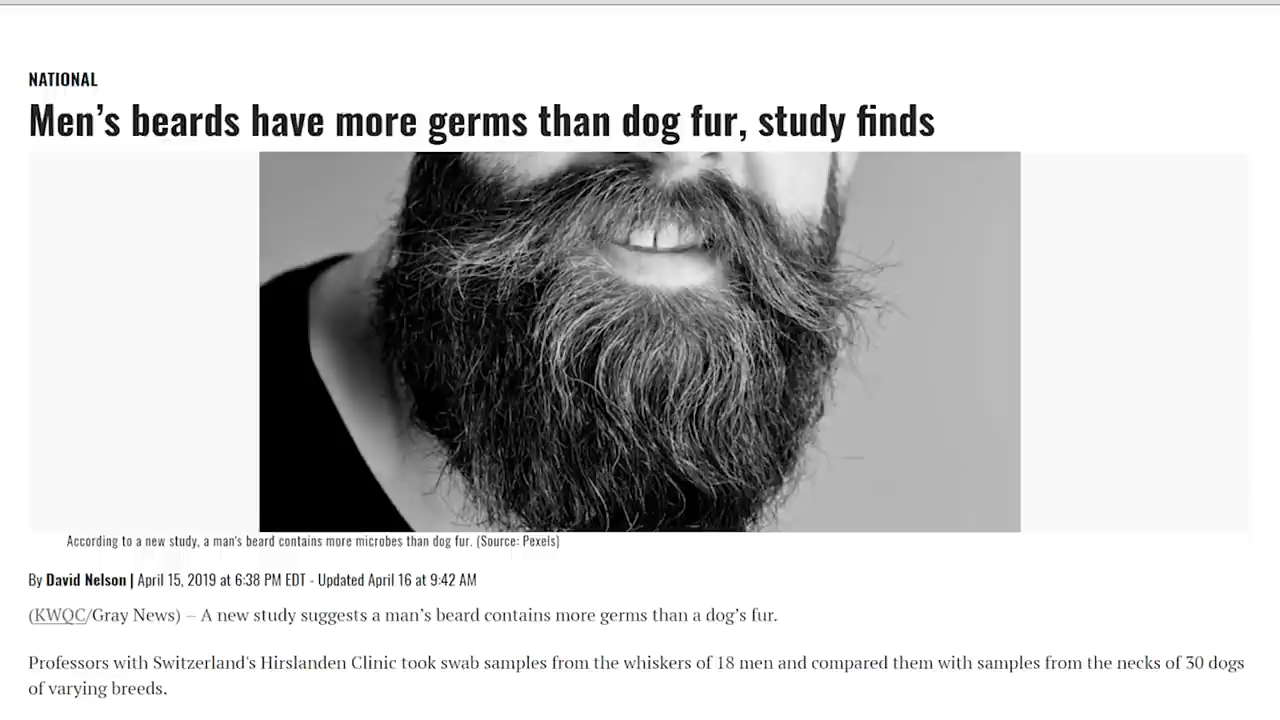 NATIONAL
Men’s beards have more germs than dog fur, study finds
According to a new study, a man's beard contains more microbes than dog fur. (Source: Pexels)
By David Nelson | April 15, 2019 at 6:38 PM EDT - Updated April 16 at 9:42 AM
(KWQC/Gray News) – A new study suggests a man’s beard contains more germs than a dog’s fur.
Professors with Switzerland's Hirslanden Clinic took swab samples from the whiskers of 18 men and compared them with samples from the necks of 30 dogs
of varying breeds.